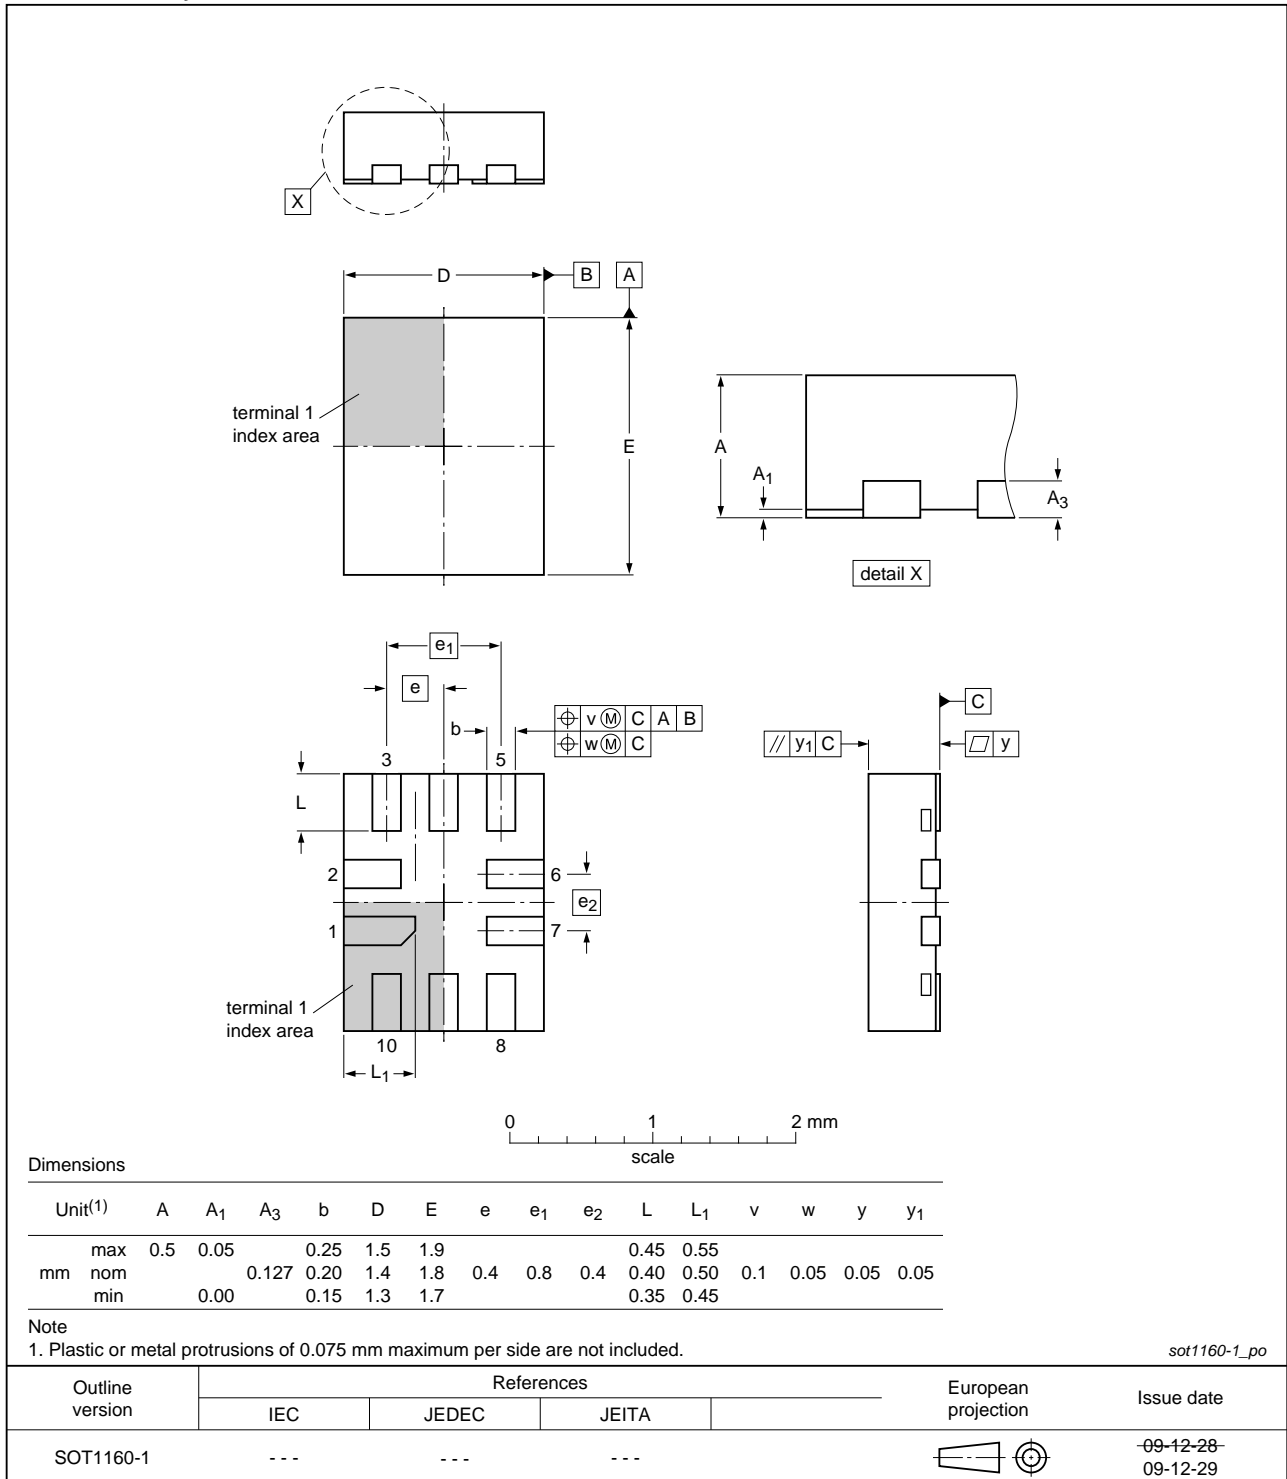 X
D
B
A
terminal 1
index area
E
A
A1
A3
detail X
e1
e
b
v M C A B
w M C
3
5
L
2
6
e2
1
7
terminal 1
index area
10
8
L1
C
// y1 C
y
0 1 2 mm
scale
Dimensions
Unit(1) A A1 A3 b D E e e1 e2 L L1 v w y y1
max 0.5 0.05 0.25 1.5 1.9 0.45 0.55
mm nom 0.127 0.20 1.4 1.8 0.4 0.8 0.4 0.40 0.50 0.1 0.05 0.05 0.05
min 0.00 0.15 1.3 1.7 0.35 0.45
Note
1. Plastic or metal protrusions of 0.075 mm maximum per side are not included.
sot1160-1_po
Outline version
References
IEC JEDEC JEITA
European projection
Issue date
SOT1160-1 - - - - - - - - -
09-12-28
09-12-29